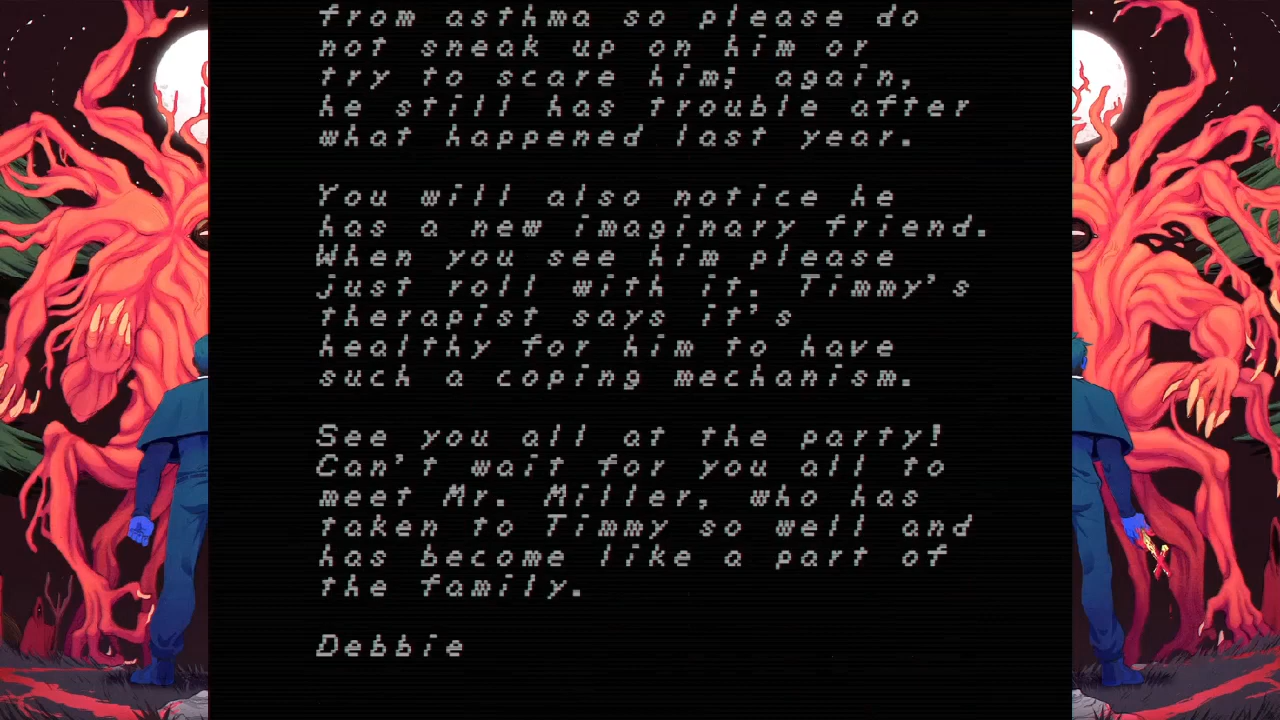 from asthma so please do
not sneak up on him or
try to scare him; again,
he still has trouble after
what happened last year.
You will also notice he
has a new imaginary friend.
When you see him please
just roll with it. Timmy's
therapist says it's
healthy for him to have
such a coping mechanism.
See you all at the party!
Can't wait for you all to
meet Mr. Miller, who has
taken to Timmy so well and
has become like a part of
the family.
Debbie